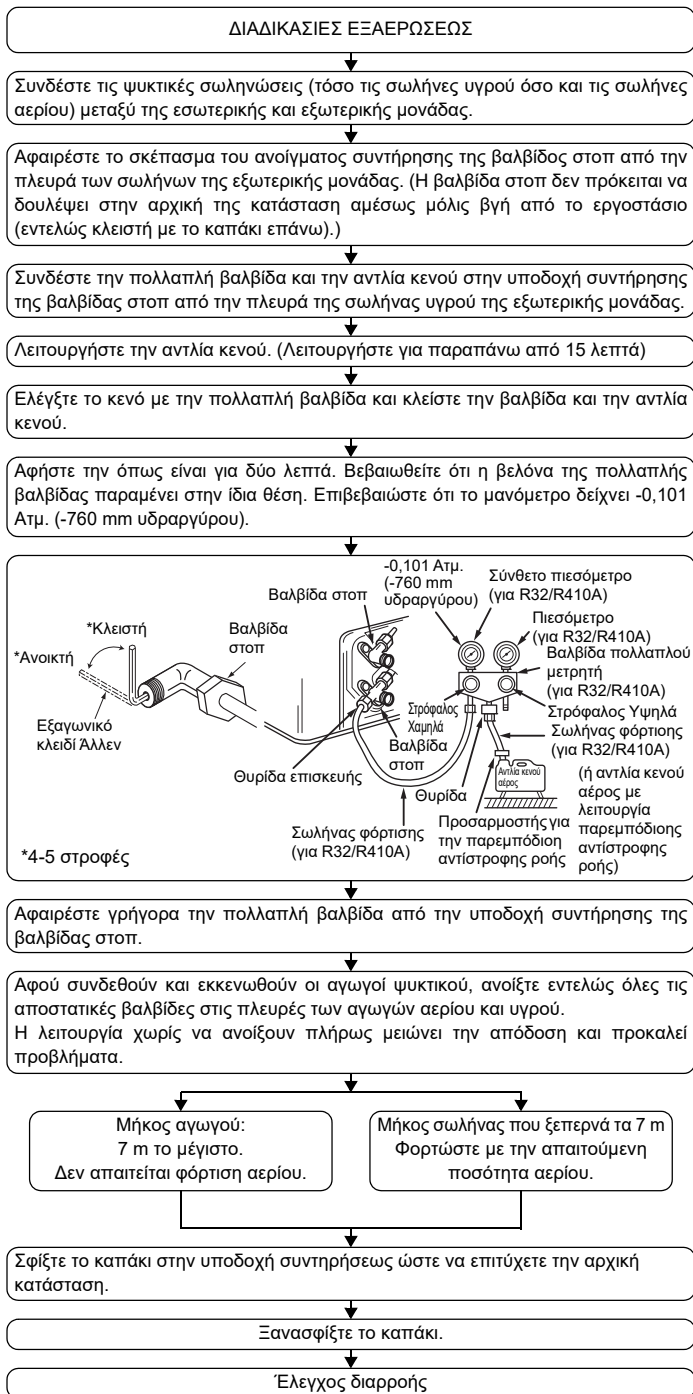 ΔΙΑΔΙΚΑΣΙΕΣ ΕΞΑΕΡΩΣΕΩΣ
Συνδέστε τις ψυκτικές σωληνώσεις (τόσο τις σωλήνες υγρού όσο και τις σωλήνες
αερίου) μεταξύ της εσωτερικής και εξωτερικής μονάδας.
Αφαιρέστε το σκέπασμα του ανοίγματος συντήρησης της βαλβίδος στοπ από την
πλευρά των σωλήνων της εξωτερικής μονάδας. (Η βαλβίδα στοπ δεν πρόκειται να
δουλέψει στην αρχική της κατάσταση αμέσως μόλις βγή από το εργοστάσιο
(εντελώς κλειστή με το καπάκι επάνω).)
Συνδέστε την πολλαπλή βαλβίδα και την αντλία κενού στην υποδοχή συντήρησης
της βαλβίδας στοπ από την πλευρά της σωλήνας υγρού της εξωτερικής μονάδας.
Λειτουργήστε την αντλία κενού. (Λειτουργήστε για παραπάνω από 15 λεπτά)
Ελέγξτε το κενό με την πολλαπλή βαλβίδα και κλείστε την βαλβίδα και την αντλία
κενού.
Αφήστε την όπως είναι για δύο λεπτά. Βεβαιωθείτε ότι η βελόνα της πολλαπλής
βαλβίδας παραμένει στην ίδια θέση. Επιβεβαιώστε ότι το μανόμετρο δείχνει -0,101
Ατμ. (-760 mm υδραργύρου).
*Κλειστή
*Ανοικτή
Εξαγωνικό
κλειδί Άλλεν
Βαλβίδα
στοπ
Βαλβίδα στοπ
-0,101 Ατμ.
(-760 mm
υδραργύρου)
Σύνθετο πιεσόμετρο
(για R32/R410A)
Πιεσόμετρο
(για R32/R410A)
Βαλβίδα πολλαπλού
μετρητή
(για R32/R410A)
Στρόφαλος
Χαμηλά
Στρόφαλος Υψηλά
Σωλήνας φόρτιοης
(για R32/R410A)
Βαλβίδα
στοπ
Θυρίδα επισκευής
Θυρίδα
Αντλία κενού
αέρος
(ή αντλία κενού
αέρος με
λειτουργία
παρεμπόδιοης
αντίστροφης
ροής)
Προσαρμοστής για
την παρεμπόδιοη
αντίστροφης ροής
Σωλήνας φόρτισης
(για R32/R410A)
*4-5 στροφές
Αφαιρέστε γρήγορα την πολλαπλή βαλβίδα από την υποδοχή συντήρησης της
βαλβίδας στοπ.
Αφού συνδεθούν και εκκενωθούν οι αγωγοί ψυκτικού, ανοίξτε εντελώς όλες τις
αποστατικές βαλβίδες στις πλευρές των αγωγών αερίου και υγρού.
Η λειτουργία χωρίς να ανοίξουν πλήρως μειώνει την απόδοση και προκαλεί
προβλήματα.
Μήκος αγωγού:
7 m το μέγιστο.
Δεν απαιτείται φόρτιση αερίου.
Μήκος σωλήνας που ξεπερνά τα 7 m
Φορτώστε με την απαιτούμενη
ποσότητα αερίου.
Σφίξτε το καπάκι στην υποδοχή συντηρήσεως ώστε να επιτύχετε την αρχική
κατάσταση.
Ξανασφίξτε το καπάκι.
Έλεγχος διαρροής